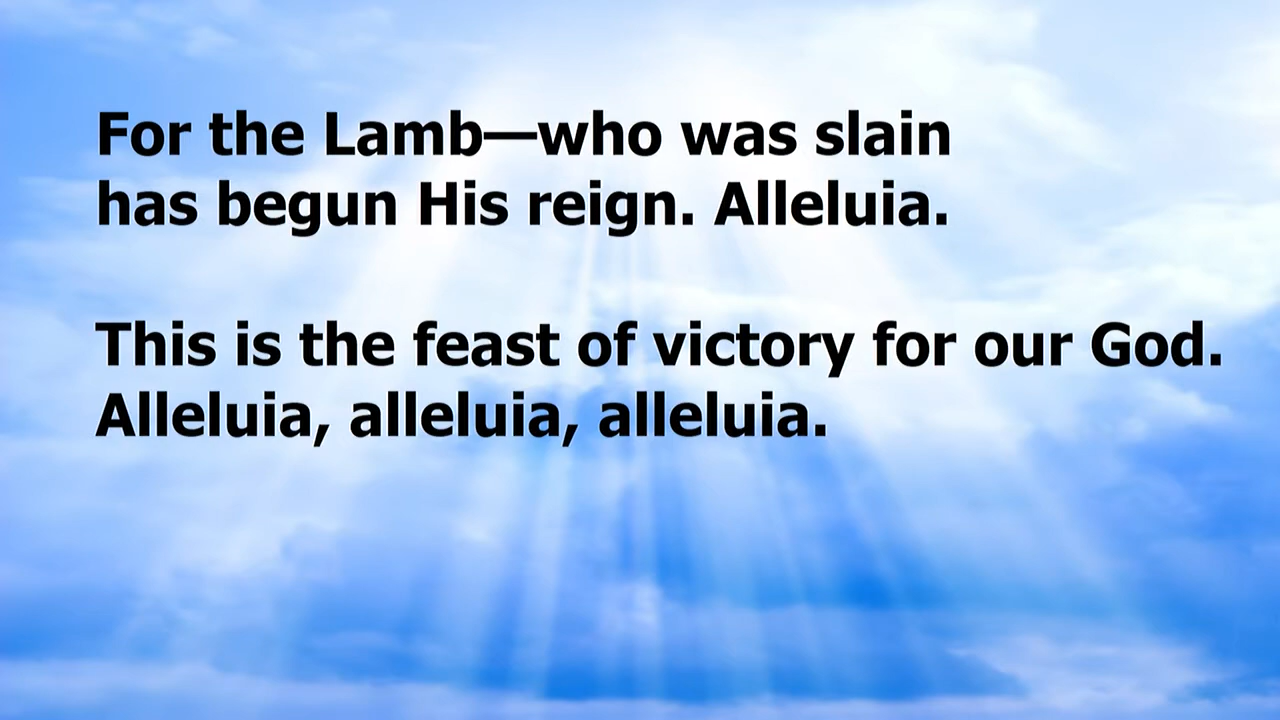 For the Lamb—who was slain
has begun His reign. Alleluia.
This is the feast of victory for our God.
Alleluia, alleluia, alleluia.